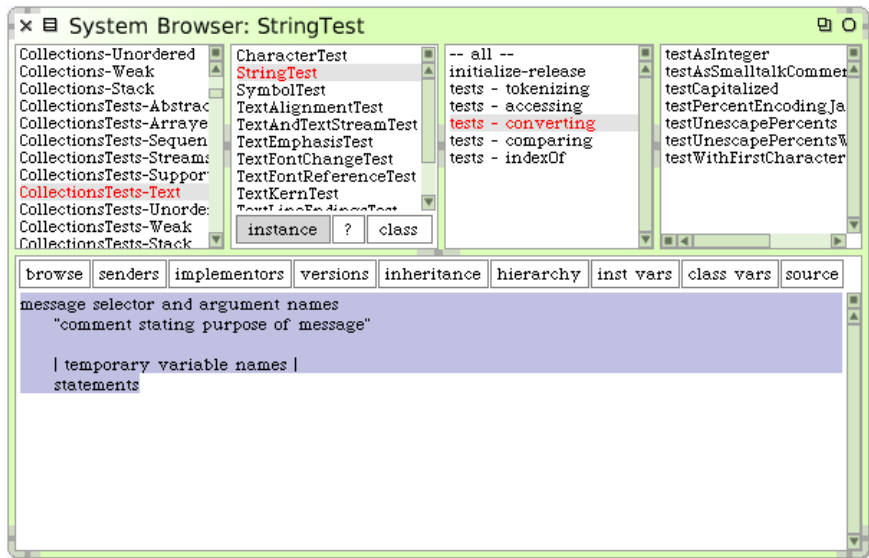 System Browser: StringTest
Collections-Unordered
Collections-Weak
Collections-Stack
CollectionsTests-Abstrac
CollectionsTests-Arraye
CollectionsTests-Sequen
CollectionsTests-Streams
CollectionsTests-Suppor
CollectionsTests-Text
CollectionsTests-Unorde
CollectionsTests-Weak
CollectionsTests-Stack
CharacterTest
StringTest
SymbolTest
TextAlignmentTest
TextAndTextStreamTest
TextEmphasisTest
TextFontChangeTest
TextFontReferenceTest
TextKernTest
TextLineEndingsTest
instance ? class
-- all --
initialize-release
tests - tokenizing
tests - accessing
tests - converting
tests - comparing
tests - indexOf
testAsInteger
testAsSmalltalkCommen
testCapitalized
testPercentEncodingJa
testUnescapePercents
testUnescapePercentsW
testWithFirstCharacter
browse senders implementors versions inheritance hierarchy inst vars class vars source
message selector and argument names
"comment stating purpose of message"
| temporary variable names |
statements